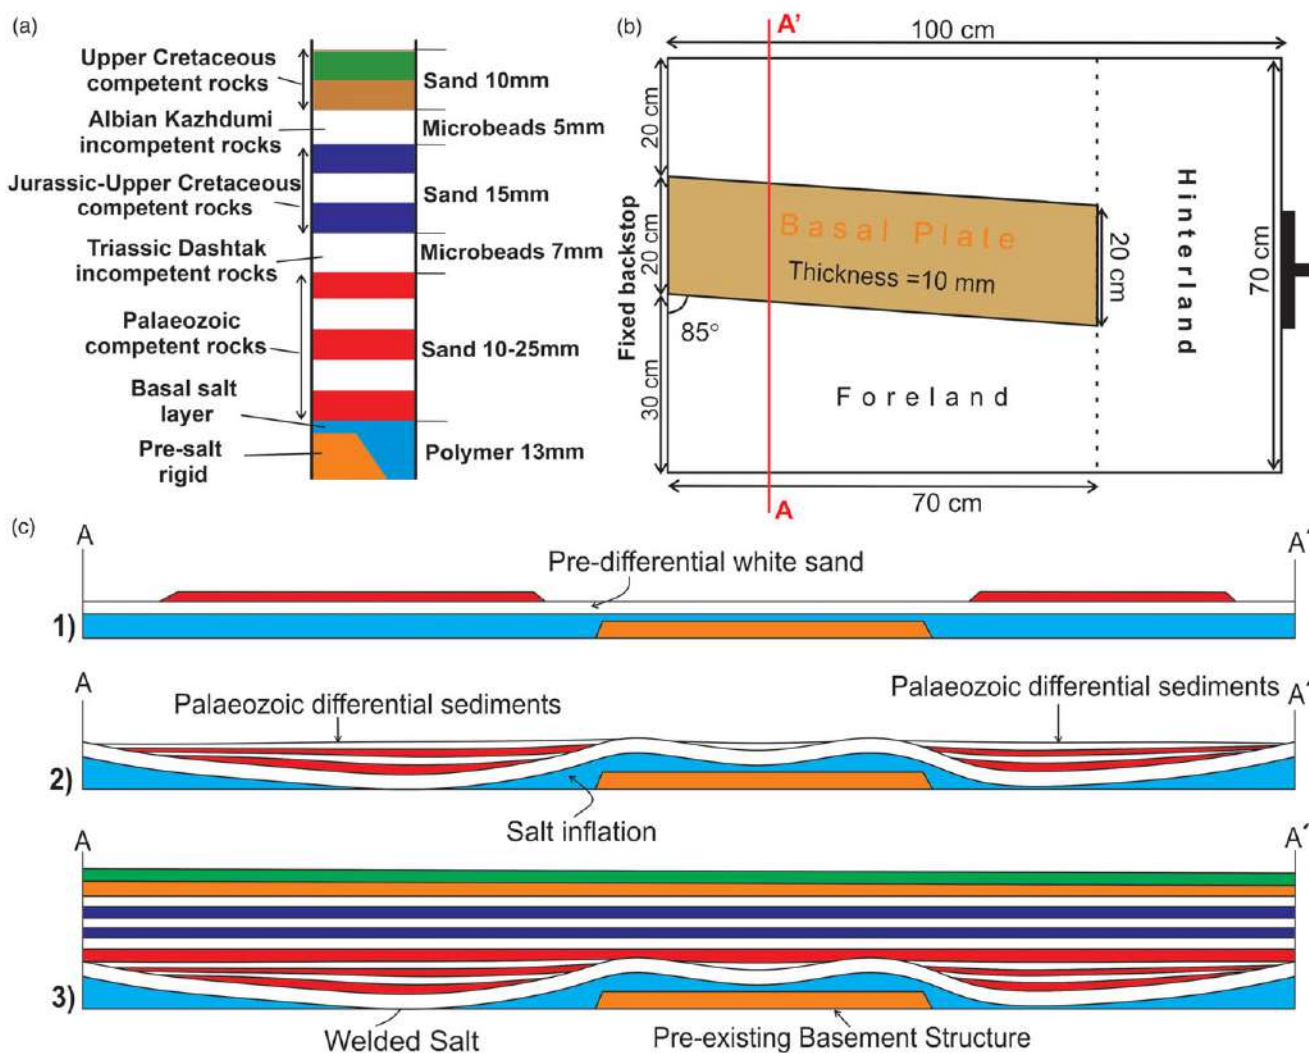 (a)
Upper Cretaceous
competent rocks
Sand 10mm
Albian Kazhdumi
incompetent rocks
Microbeads 5mm
Jurassic-Upper Cretaceous
competent rocks
Sand 15mm
Triassic Dashtak
incompetent rocks
Microbeads 7mm
Palaeozoic
competent rocks
Sand 10-25mm
Basal salt
layer
Pre-salt
rigid
Polymer 13mm
(b)
A'
100 cm
20 cm
20 cm
30 cm
Fixed backstop
Basal Plate
Thickness =10 mm
85°
20 cm
Hinterland
70 cm
Foreland
70 cm
A
(c)
A
A'
Pre-differential white sand
1)
A
A'
Palaeozoic differential sediments
Palaeozoic differential sediments
2)
Salt inflation
A
A'
3)
Welded Salt
Pre-existing Basement Structure